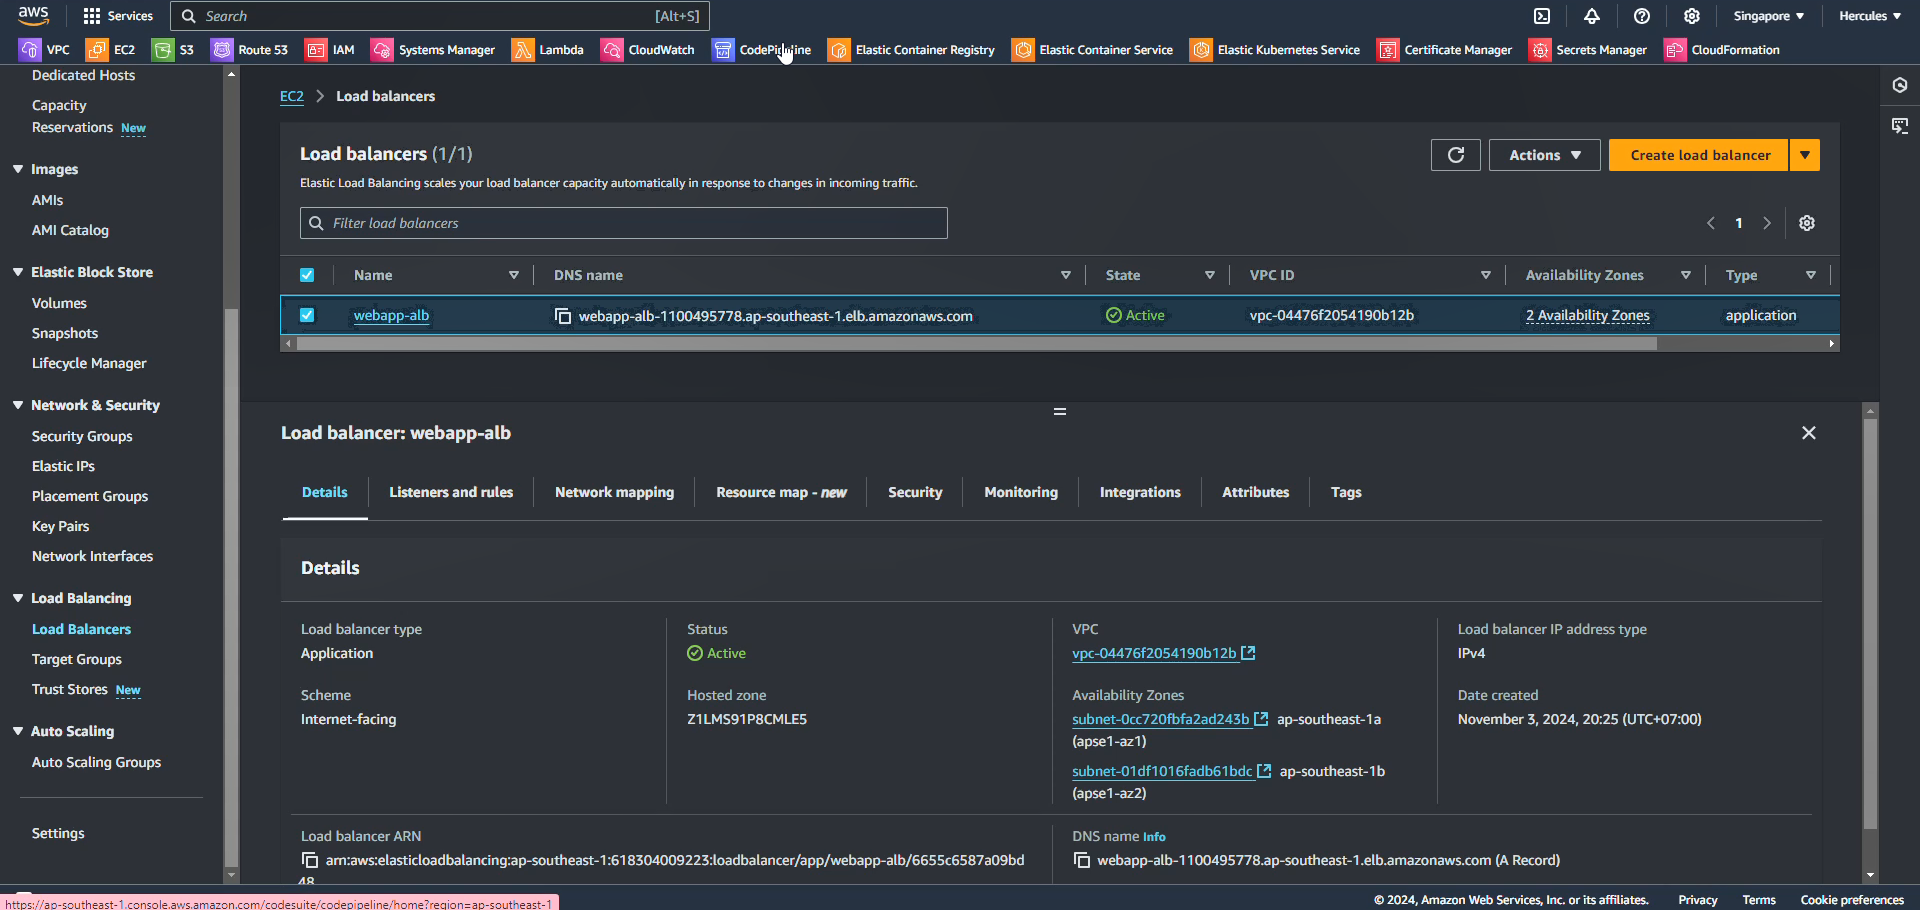 aws Services Search [Alt+S] Singapore ▼ Hercules ▼
VPC EC2 S3 Route 53 IAM Systems Manager Lambda CloudWatch CodePipeline Elastic Container Registry Elastic Container Service Elastic Kubernetes Service Certificate Manager Secrets Manager CloudFormation
Dedicated Hosts
Capacity
Reservations New
Images
AMIs
AMI Catalog
Elastic Block Store
Volumes
Snapshots
Lifecycle Manager
Network & Security
Security Groups
Elastic IPs
Placement Groups
Key Pairs
Network Interfaces
Load Balancing
Load Balancers
Target Groups
Trust Stores New
Auto Scaling
Auto Scaling Groups
Settings
EC2 > Load balancers
Load balancers (1/1)
Actions ▼ Create load balancer
Elastic Load Balancing scales your load balancer capacity automatically in response to changes in incoming traffic.
Filter load balancers
1
Name DNS name State VPC ID Availability Zones Type
webapp-alb webapp-alb-1100495778.ap-southeast-1.elb.amazonaws.com Active vpc-04476f2054190b12b 2 Availability Zones application
Load balancer: webapp-alb
Details Listeners and rules Network mapping Resource map - new Security Monitoring Integrations Attributes Tags
Details
Load balancer type
Application
Scheme
Internet-facing
Status
Active
Hosted zone
Z1LMS91P8CMLE5
VPC
vpc-04476f2054190b12b
Availability Zones
subnet-0cc720fbfa2ad243b ap-southeast-1a
(apse1-az1)
subnet-01df1016fadb61bdc ap-southeast-1b
(apse1-az2)
Load balancer IP address type
IPv4
Date created
November 3, 2024, 20:25 (UTC+07:00)
Load balancer ARN
arn:aws:elasticloadbalancing:ap-southeast-1:618304009223:loadbalancer/app/webapp-alb/6655c6587a09bd
48
DNS name Info
webapp-alb-1100495778.ap-southeast-1.elb.amazonaws.com (A Record)
https://ap-southeast-1.console.aws.amazon.com/codesuite/codepipeline/home?region=ap-southeast-1
© 2024, Amazon Web Services, Inc. or its affiliates. Privacy Terms Cookie preferences